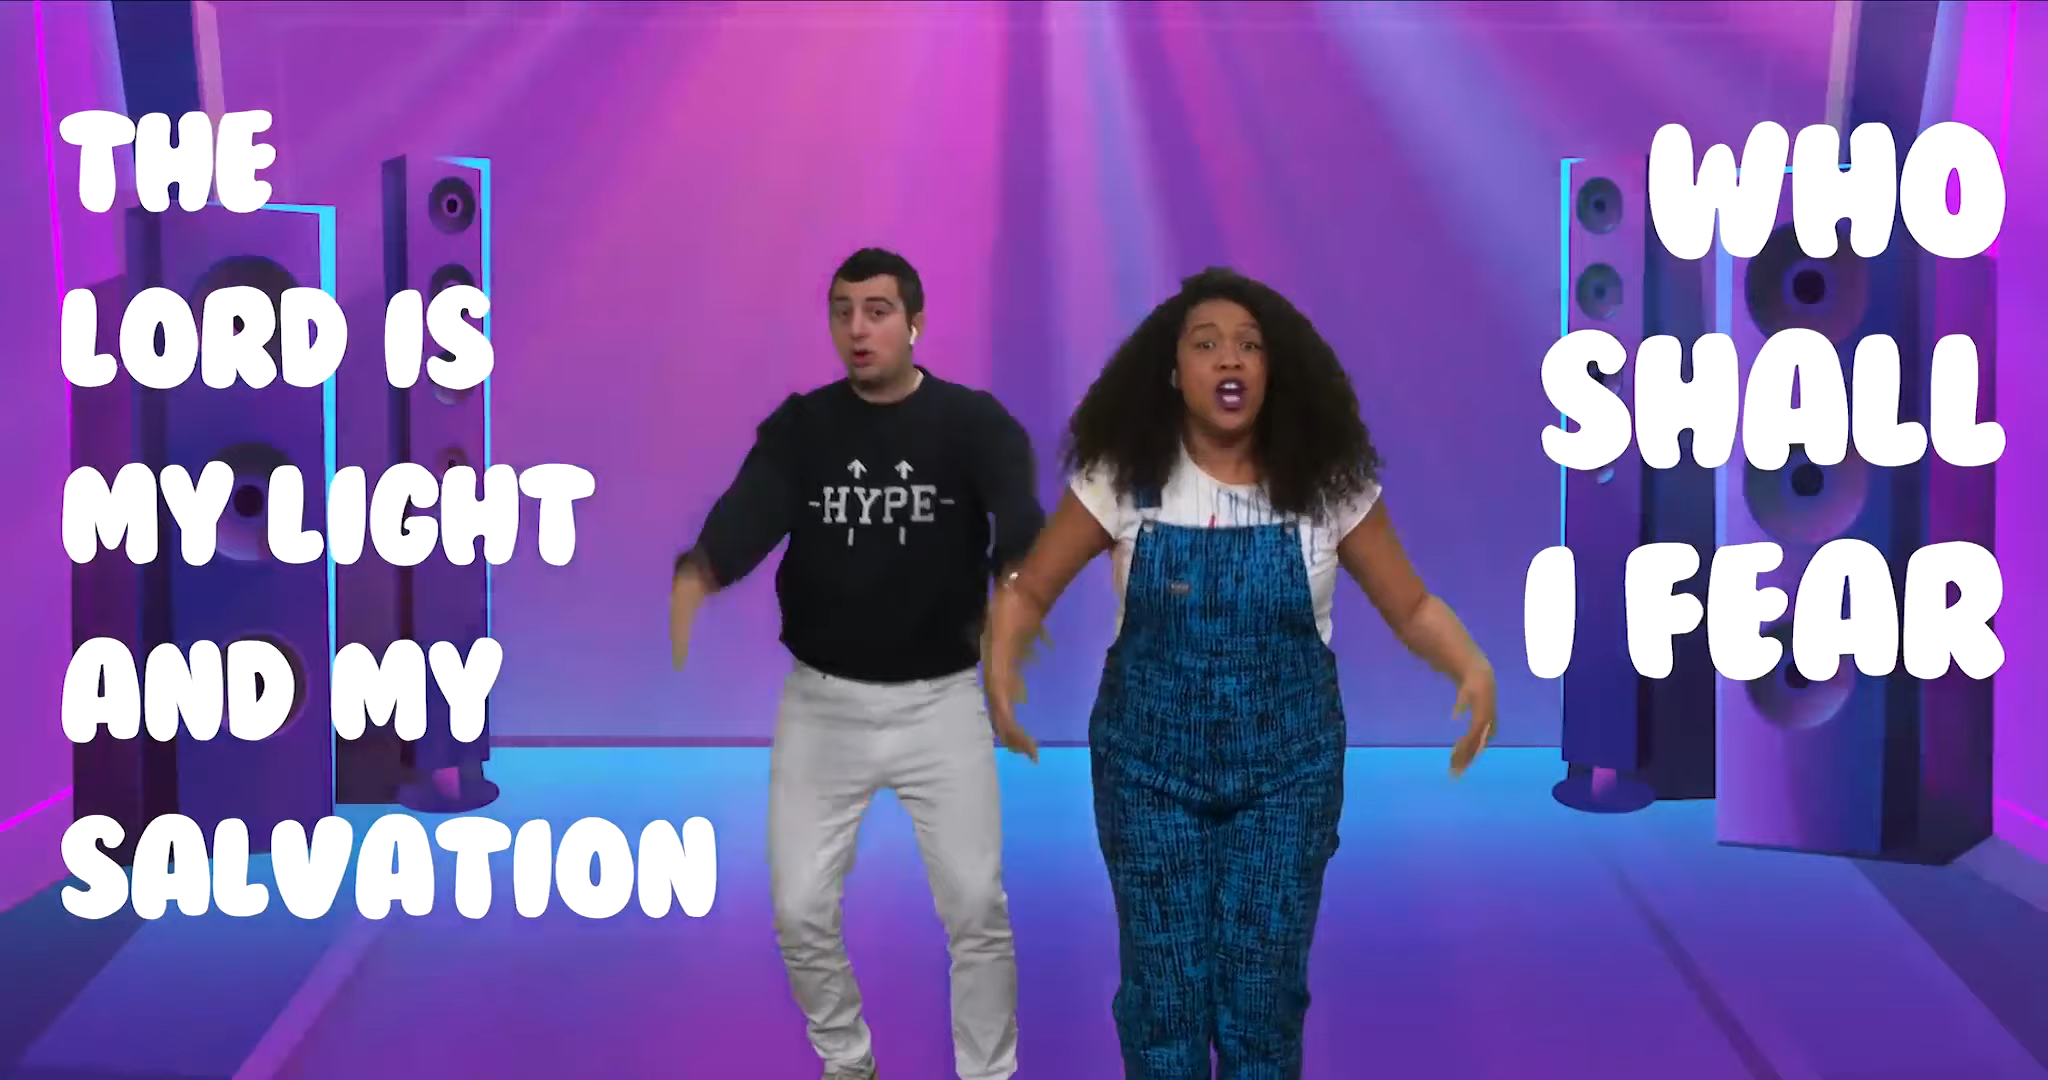 THE
LORD IS
MY LIGHT
AND MY
SALVATION
WHO
SHALL
I FEAR
-HYPE-